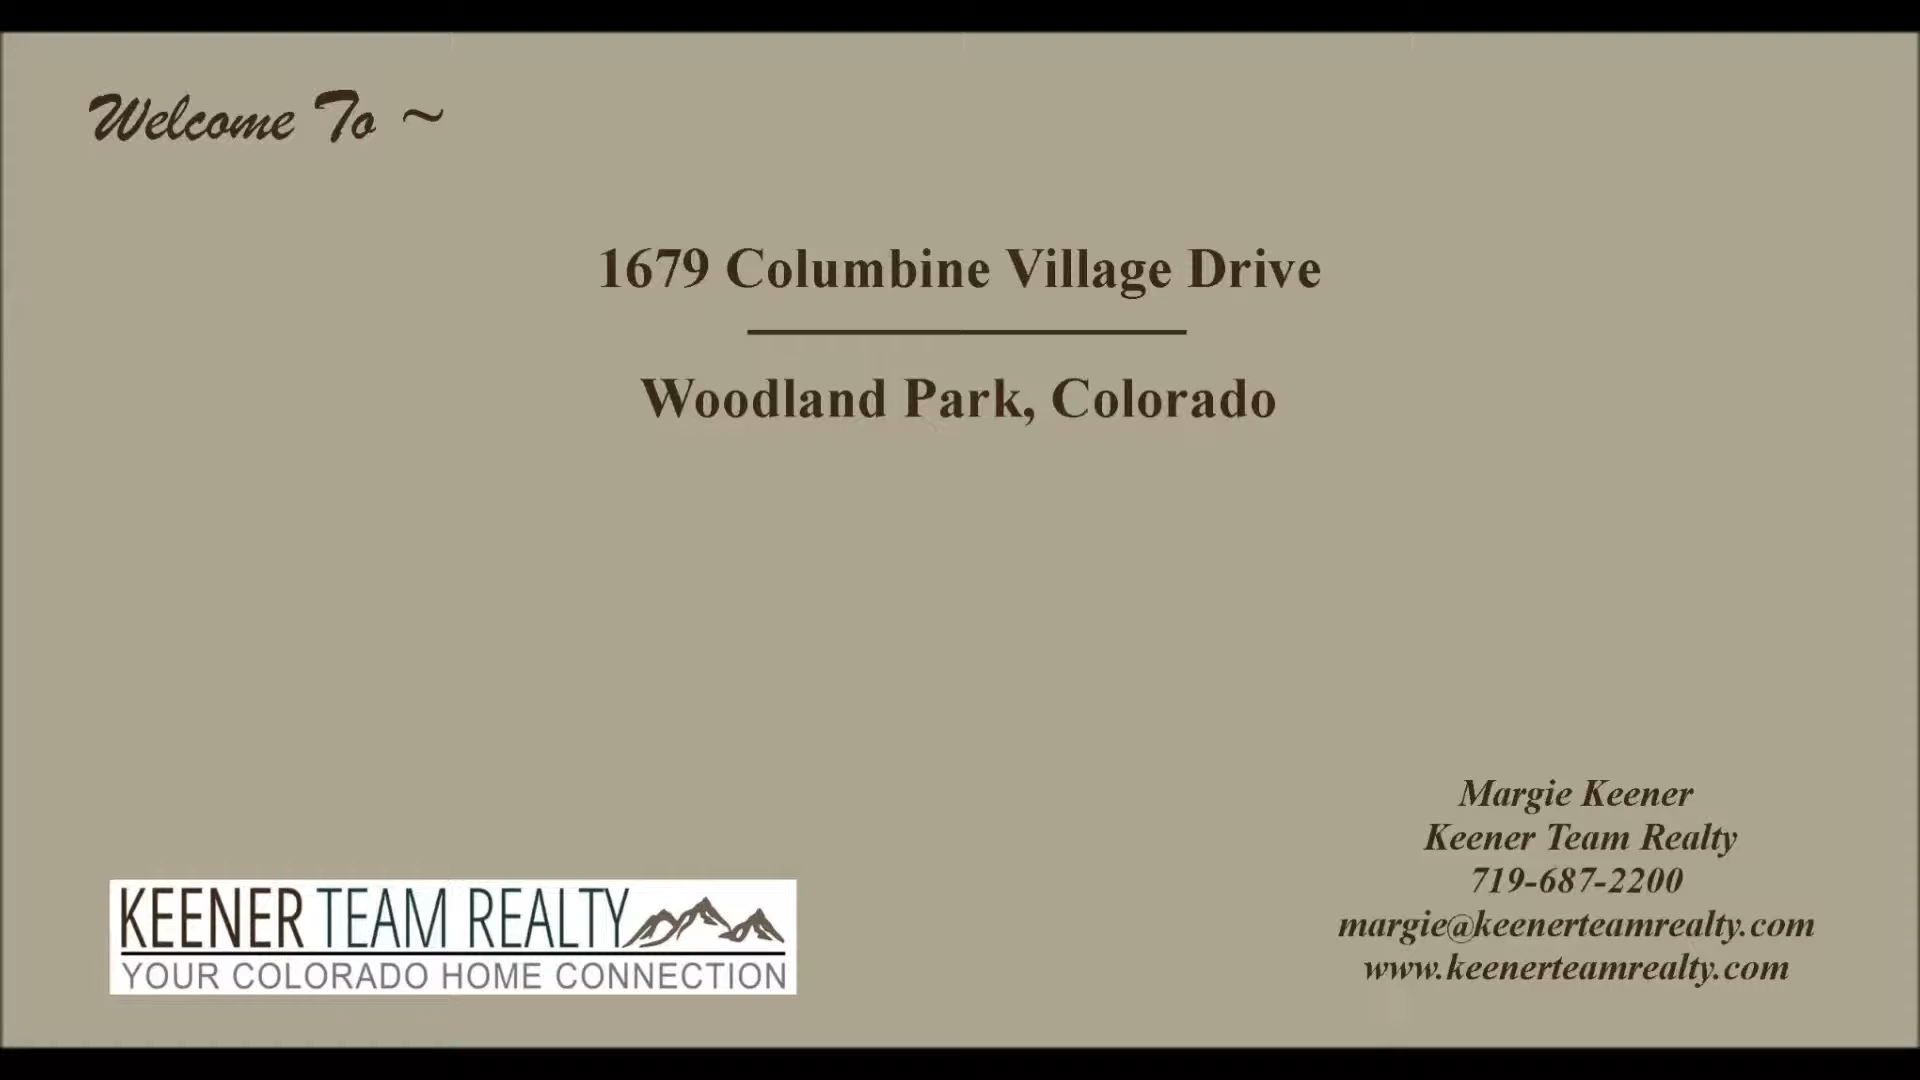 Welcome To ~
1679 Columbine Village Drive
Woodland Park, Colorado
Margie Keener
Keener Team Realty
719-687-2200
margie@keenerteamrealty.com
www.keenerteamrealty.com
KEENER TEAM REALTY
YOUR COLORADO HOME CONNECTION